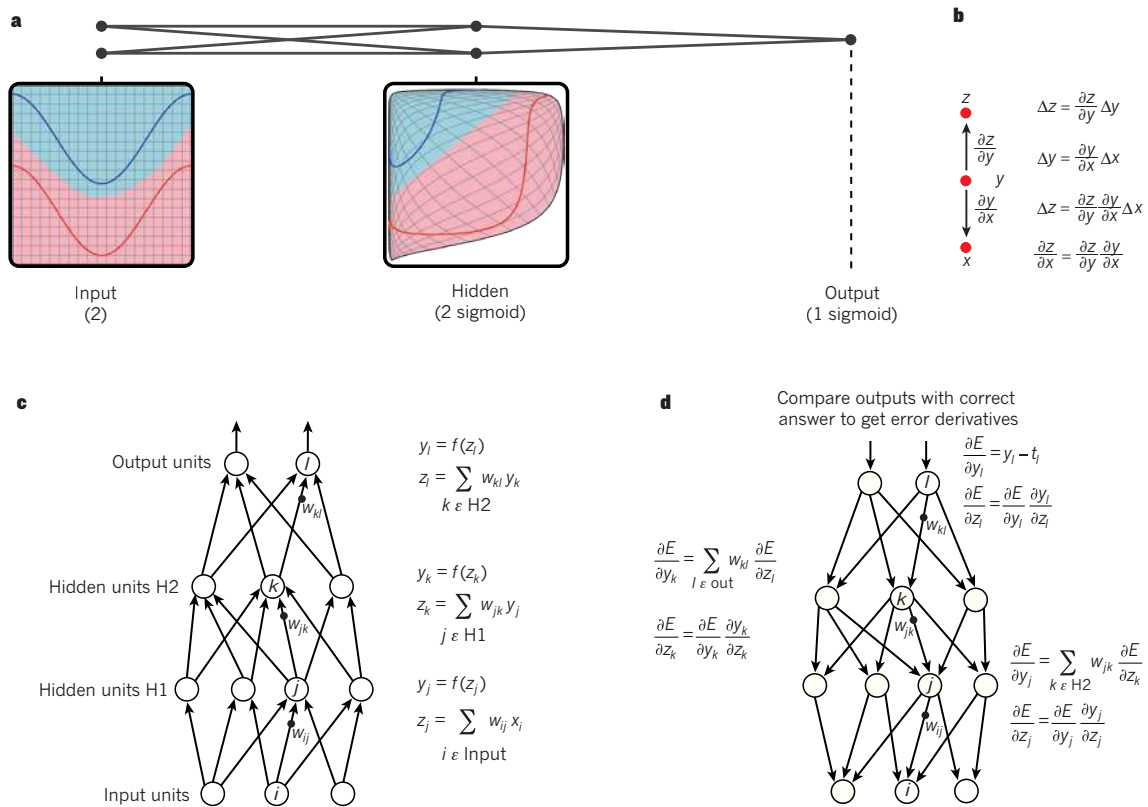 a
Input
(2)
Hidden
(2 sigmoid)
Output
(1 sigmoid)
b
z
∂z/∂y
y
∂y/∂x
x
Δz = ∂z/∂y Δy
Δy = ∂y/∂x Δx
Δz = ∂z/∂y ∂y/∂x Δx
∂z/∂x = ∂z/∂y ∂y/∂x
c
Output units
l
w_kl
y_l = f(z_l)
z_l = ∑ w_kl y_k
k ε H2
Hidden units H2
k
w_jk
y_k = f(z_k)
z_k = ∑ w_jk y_j
j ε H1
Hidden units H1
j
w_ij
y_j = f(z_j)
z_j = ∑ w_ij x_i
i ε Input
Input units
i
d
Compare outputs with correct
answer to get error derivatives
∂E/∂y_l = y_l − t_l
∂E/∂z_l = ∂E/∂y_l ∂y_l/∂z_l
l
w_kl
∂E/∂y_k = ∑ w_kl ∂E/∂z_l
l ε out
∂E/∂z_k = ∂E/∂y_k ∂y_k/∂z_k
k
w_jk
∂E/∂y_j = ∑ w_jk ∂E/∂z_k
k ε H2
∂E/∂z_j = ∂E/∂y_j ∂y_j/∂z_j
j
w_ij
i